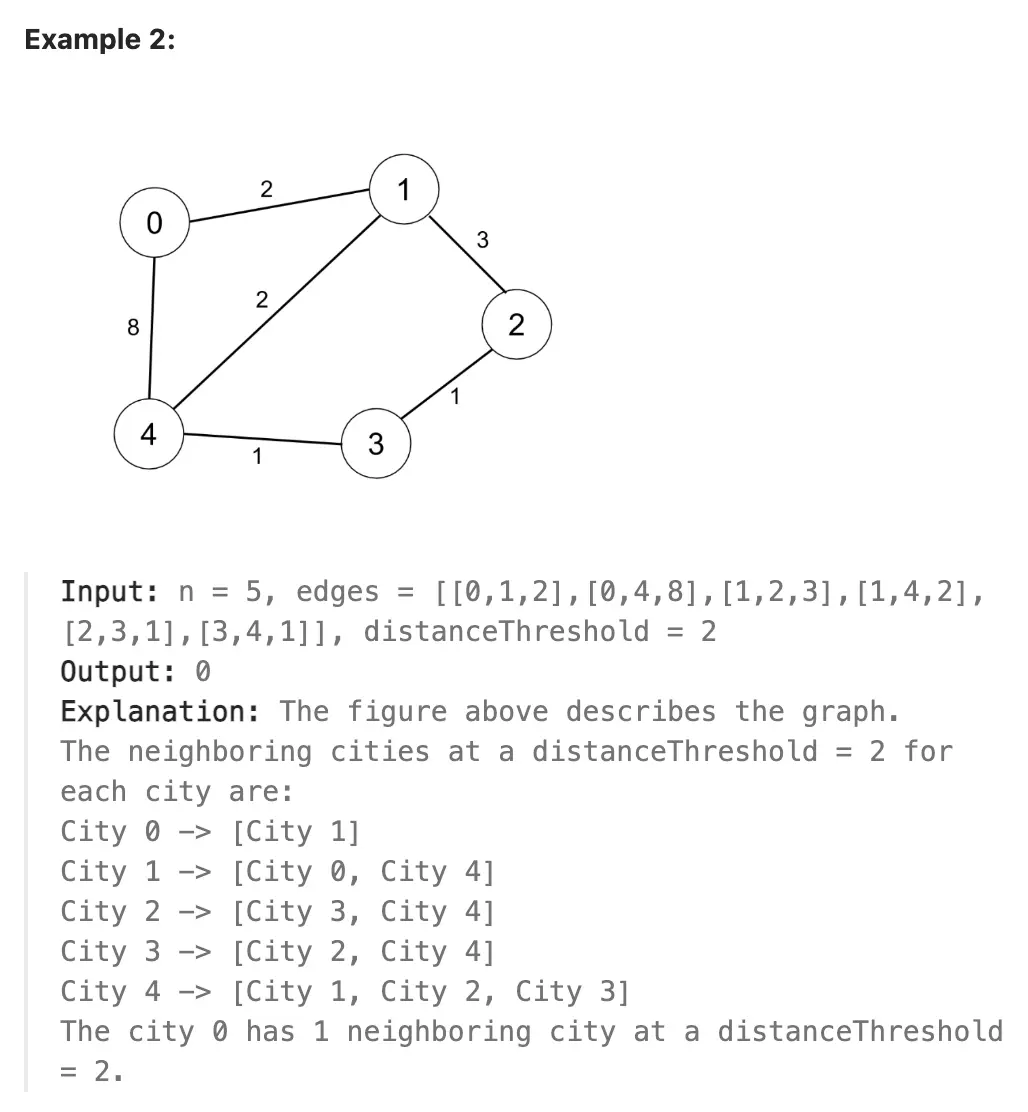 Example 2:
0
2
1
3
8
2
2
1
4
1
3
Input: n = 5, edges = [[0,1,2],[0,4,8],[1,2,3],[1,4,2],
[2,3,1],[3,4,1]], distanceThreshold = 2
Output: 0
Explanation: The figure above describes the graph.
The neighboring cities at a distanceThreshold = 2 for
each city are:
City 0 -> [City 1]
City 1 -> [City 0, City 4]
City 2 -> [City 3, City 4]
City 3 -> [City 2, City 4]
City 4 -> [City 1, City 2, City 3]
The city 0 has 1 neighboring city at a distanceThreshold
= 2.